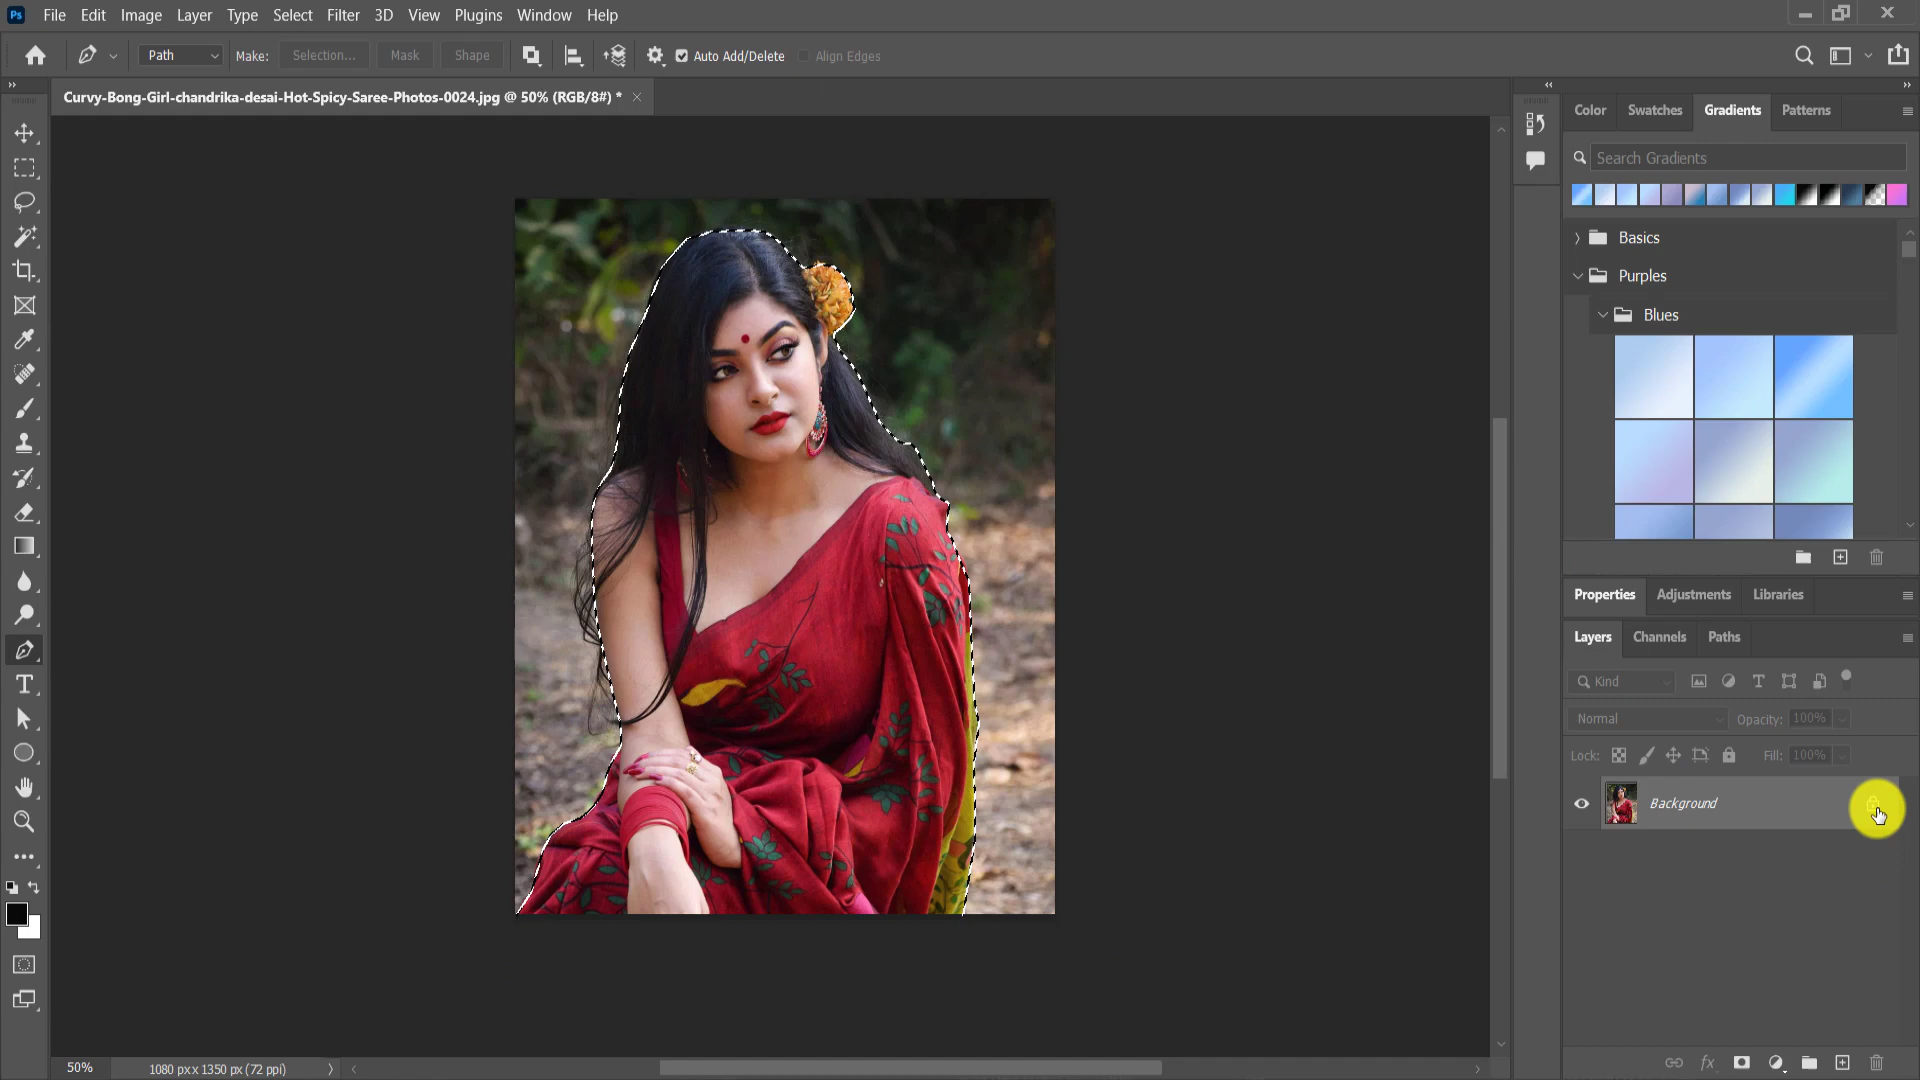 Ps File Edit Image Layer Type Select Filter 3D View Plugins Window Help
Path Make: Selection... Mask Shape Auto Add/Delete Align Edges
Curvy-Bong-Girl-chandrika-desai-Hot-Spicy-Saree-Photos-0024.jpg @ 50% (RGB/8#) *
Color Swatches Gradients Patterns
Search Gradients
Basics
Purples
Blues
Properties Adjustments Libraries
Layers Channels Paths
Kind
Normal Opacity: 100%
Lock: Fill: 100%
Background
fx
50% 1080 px x 1350 px (72 ppi)